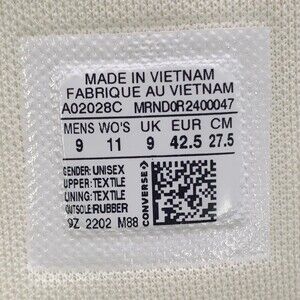 MADE IN VIETNAM
FABRIQUE AU VIETNAM
A02028C MRND0R2400047
MENS WO'S UK EUR CM
9 11 9 42.5 27.5
GENDER: UNISEX
UPPER: TEXTILE
LINING: TEXTILE
OUTSOLE: RUBBER
9Z 2202 M88
CONVERSE